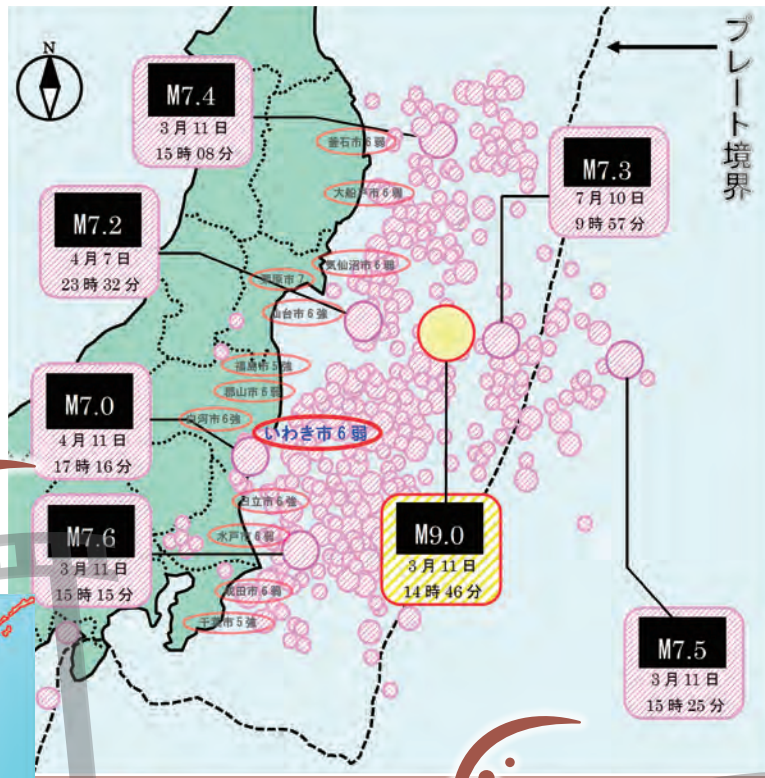 プレート境界
N
M7.4
3月11日
15時08分
釜石市6弱
大船戸市6弱
M7.3
7月10日
9時57分
M7.2
4月7日
23時32分
気仙沼市6弱
栗原市7
仙台市6強
福島市5強
郡山市6弱
白河市6強
いわき市6弱
M7.0
4月11日
17時16分
日立市6強
水戸市6弱
M7.6
3月11日
15時15分
成田市6弱
千葉市5強
M9.0
3月11日
14時46分
M7.5
3月11日
15時25分